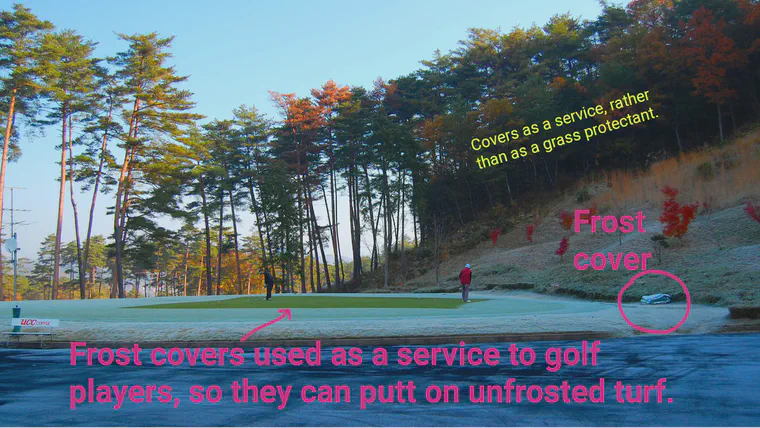 Covers as a service, rather
than as a grass protectant.
Frost
cover
UCC
Frost covers used as a service to golf
players, so they can putt on unfrosted turf.